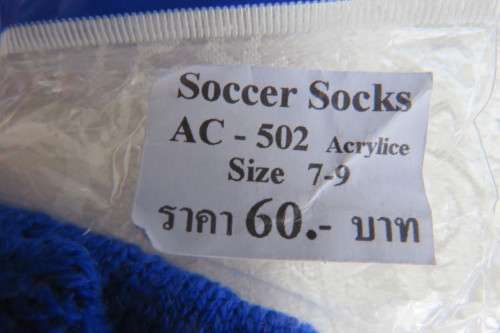 Soccer Socks
AC - 502 Acrylice
Size 7-9
ราคา 60.- บาท